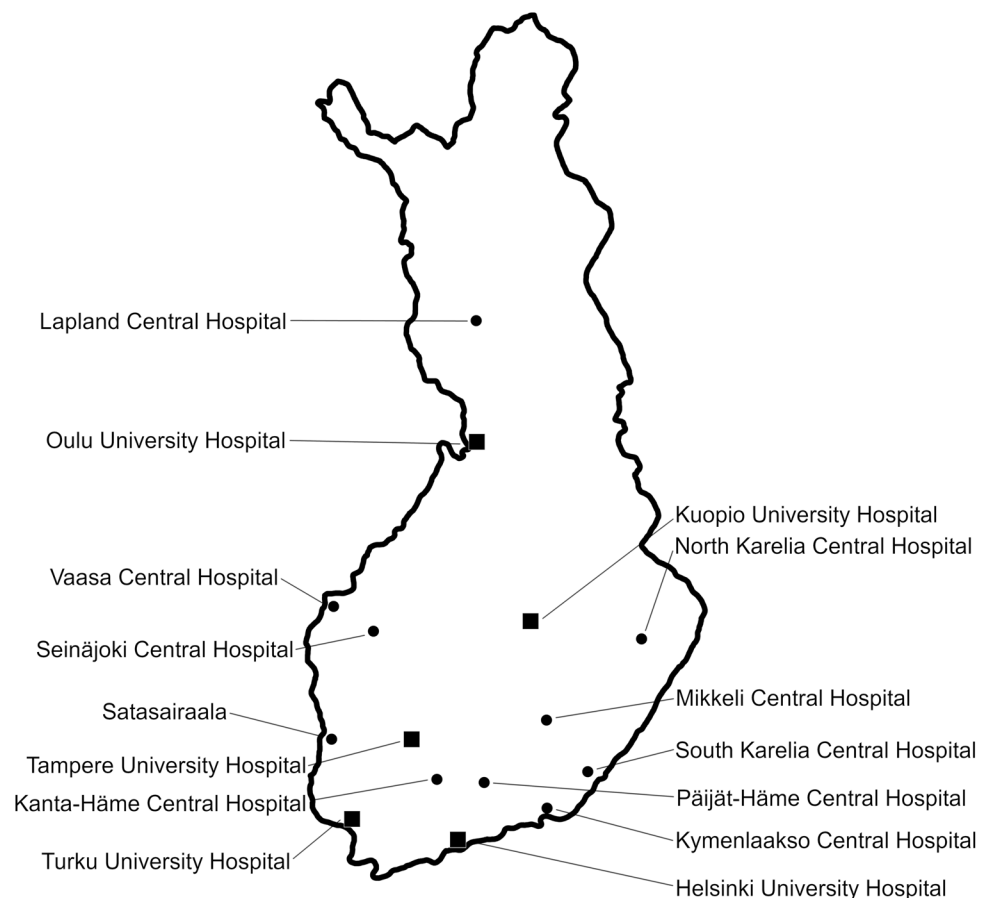 Lapland Central Hospital
Oulu University Hospital
Kuopio University Hospital
North Karelia Central Hospital
Vaasa Central Hospital
Seinäjoki Central Hospital
Mikkeli Central Hospital
Satasairaala
South Karelia Central Hospital
Tampere University Hospital
Päijät-Häme Central Hospital
Kanta-Häme Central Hospital
Kymenlaakso Central Hospital
Turku University Hospital
Helsinki University Hospital